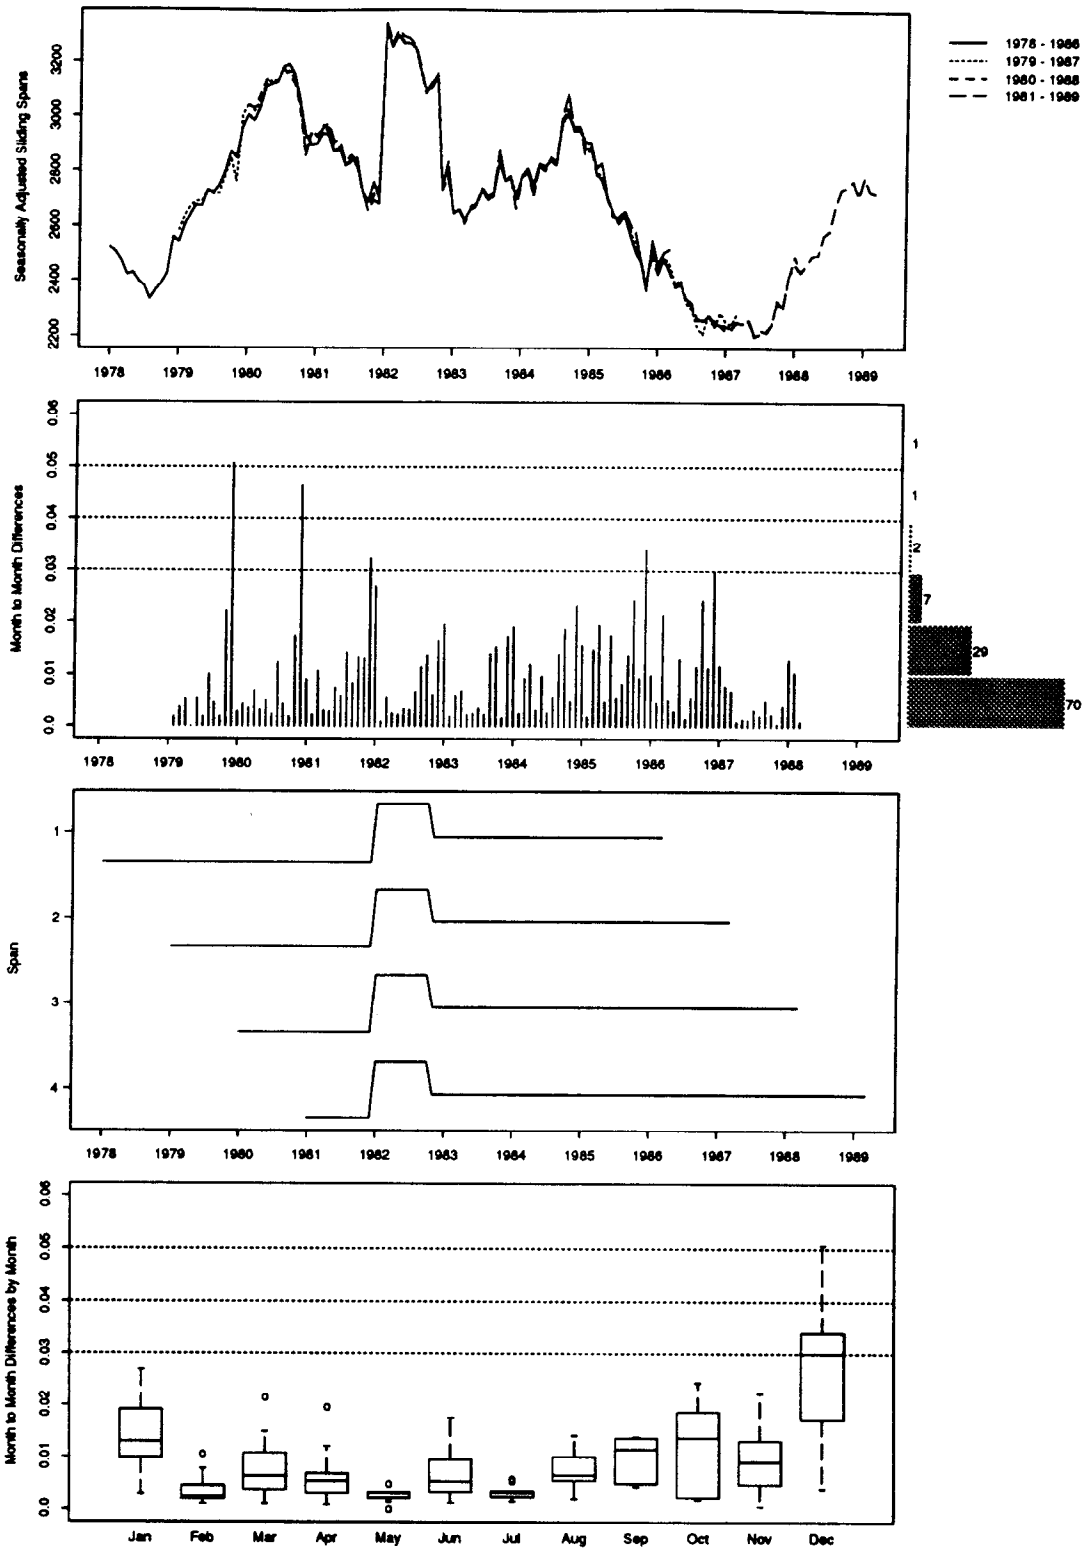 Seasonally Adjusted Sliding Spans
3200
3000
2800
2600
2400
2200
1978 1979 1980 1981 1982 1983 1984 1985 1986 1987 1988 1989
1978 - 1986
1979 - 1987
1980 - 1988
1981 - 1989
Month to Month Differences
0.06
0.05
0.04
0.03
0.02
0.01
0.0
1978 1979 1980 1981 1982 1983 1984 1985 1986 1987 1988 1989
1
1
2
7
29
70
Span
1
2
3
4
1978 1979 1980 1981 1982 1983 1984 1985 1986 1987 1988 1989
Month to Month Differences by Month
0.06
0.05
0.04
0.03
0.02
0.01
0.0
Jan Feb Mar Apr May Jun Jul Aug Sep Oct Nov Dec